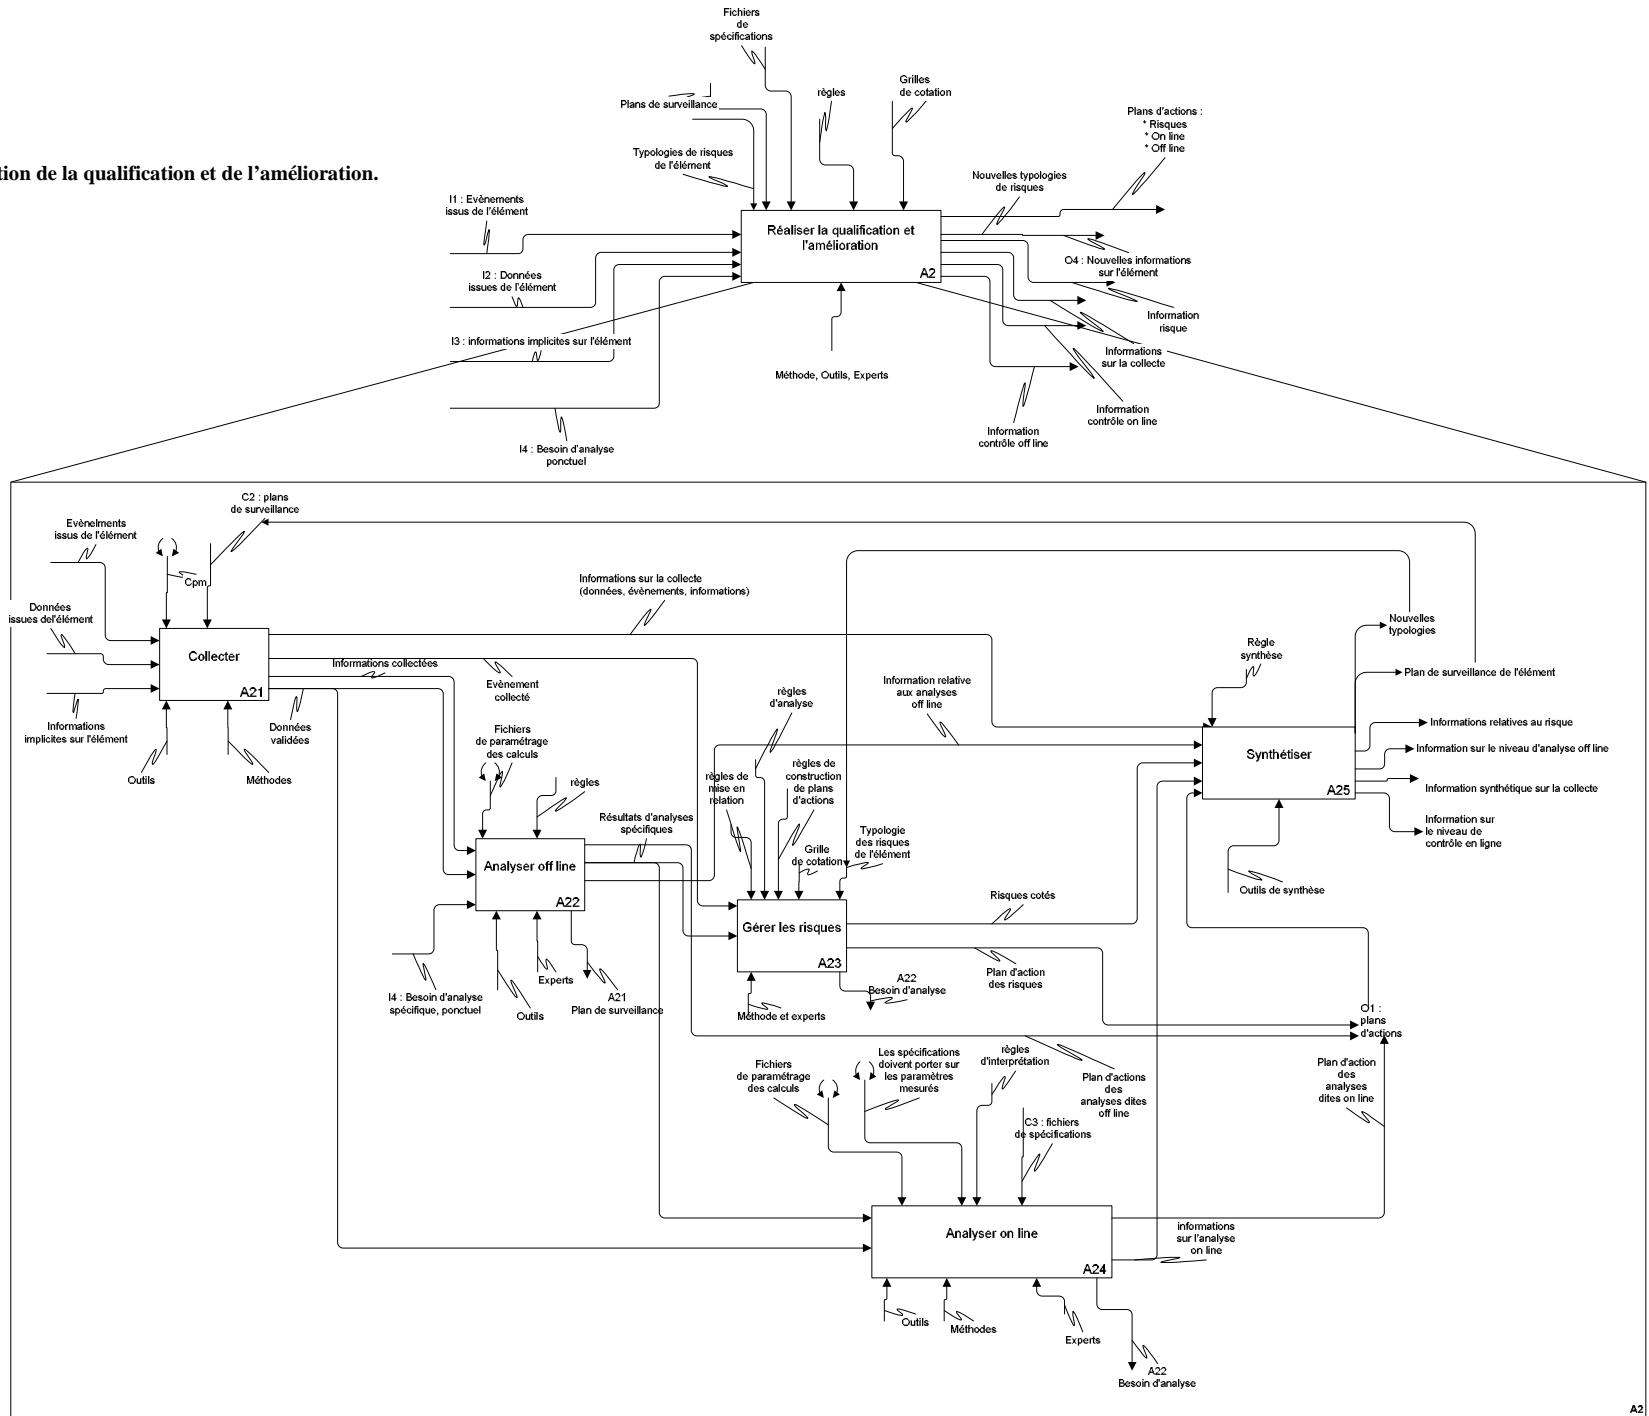 Fichiers
de
spécifications
Plans de surveillance
règles
Grilles
de cotation
Plans d'actions :
* Risques
* On line
* Off line
Typologies de risques
de l'élément
tion de la qualification et de l'amélioration.
Nouvelles typologies
de risques
I1 : Evènements
issus de l'élément
Réaliser la qualification et
l'amélioration
A2
O4 : Nouvelles informations
sur l'élément
I2 : Données
issues de l'élément
Information
risque
I3 : informations implicites sur l'élément
Informations
sur la collecte
Méthode, Outils, Experts
Information
contrôle on line
Information
contrôle off line
I4 : Besoin d'analyse
ponctuel
C2 : plans
de surveillance
Evènelments
issus de l'élément
Cpm
Données
issues del'élément
Informations sur la collecte
(données, évènements, informations)
Collecter
A21
Informations collectées
Evènement
collecté
Informations
implicites sur l'élément
Données
validées
Outils
Méthodes
Fichiers
de paramétrage
des calculs
règles
règles
d'analyse
Information relative
aux analyses
off line
Règle
synthèse
Nouvelles
typologies
Plan de surveillance de l'élément
Informations relatives au risque
Information sur le niveau d'analyse off line
Synthétiser
A25
Information synthétique sur la collecte
Information sur
le niveau de
contrôle en ligne
Outils de synthèse
règles de
mise en
relation
règles de
construction
de plans
d'actions
Résultats d'analyses
spécifiques
Grille
de cotation
Typologie
des risques
de l'élément
Analyser off line
A22
Risques cotés
Gérer les risques
A23
I4 : Besoin d'analyse
spécifique, ponctuel
Outils
Experts
A21
Plan de surveillance
A22
Besoin d'analyse
Plan d'action
des risques
Méthode et experts
O1 :
plans
d'actions
Fichiers
de paramétrage
des calculs
Les spécifications
doivent porter sur
les paramètres
mesurés
règles
d'interprétation
Plan d'actions
des
analyses dites
off line
Plan d'action
des
analyses
dites on line
C3 : fichiers
de spécifications
Analyser on line
A24
informations
sur l'analyse
on line
Outils
Méthodes
Experts
A22
Besoin d'analyse
A2